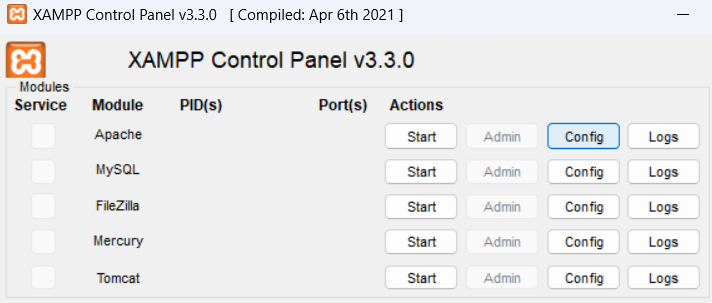 XAMPP Control Panel v3.3.0 [ Compiled: Apr 6th 2021 ]
XAMPP Control Panel v3.3.0
Modules
Service Module PID(s) Port(s) Actions
Apache Start Admin Config Logs
MySQL Start Admin Config Logs
FileZilla Start Admin Config Logs
Mercury Start Admin Config Logs
Tomcat Start Admin Config Logs